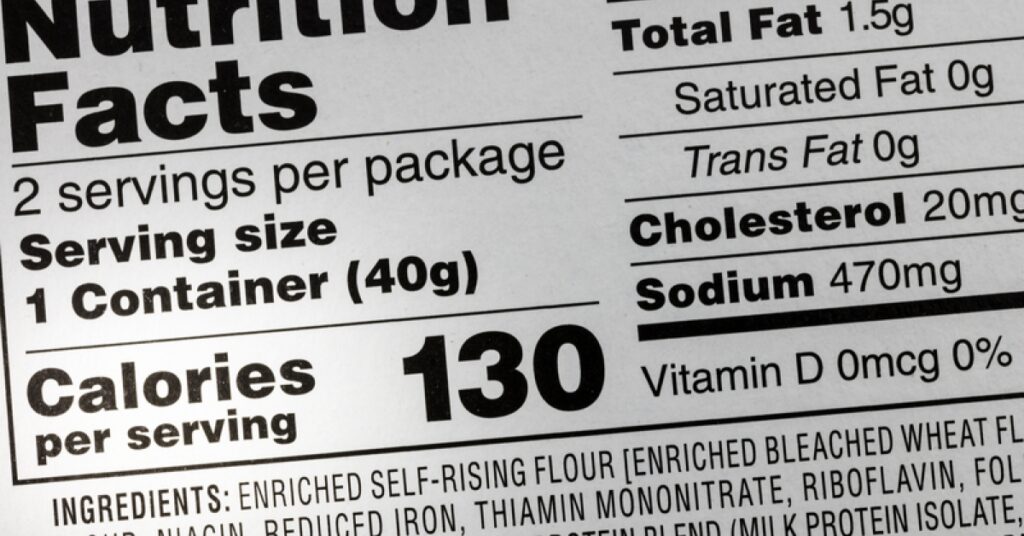 Nutrition
Facts
2 servings per package
Serving size
1 Container (40g)
Calories 130
per serving
Total Fat 1.5g
Saturated Fat 0g
Trans Fat 0g
Cholesterol 20mg
Sodium 470mg
Vitamin D 0mcg 0%
INGREDIENTS: ENRICHED SELF-RISING FLOUR [ENRICHED BLEACHED WHEAT FL
NIACIN, REDUCED IRON, THIAMIN MONONITRATE, RIBOFLAVIN, FOL
PROTEIN BLEND (MILK PROTEIN ISOLATE,